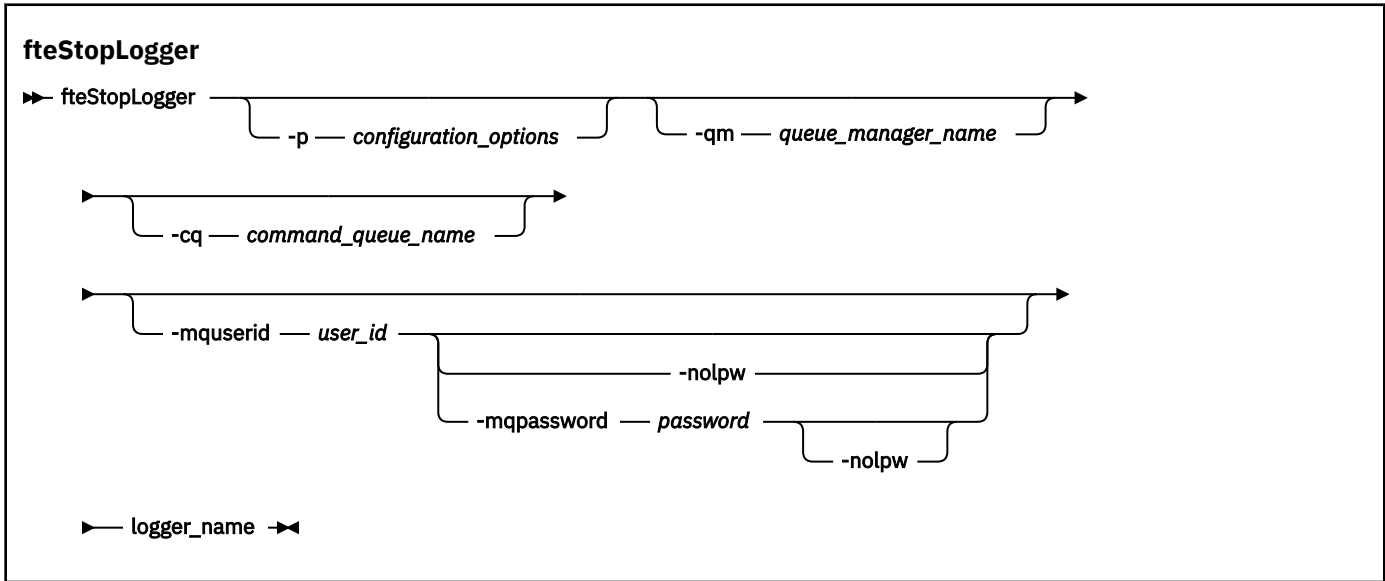 fteStopLogger
fteStopLogger
-p configuration_options -qm queue_manager_name
-cq command_queue_name
-mquserid user_id
-nolpw
-mqpassword password
-nolpw
logger_name